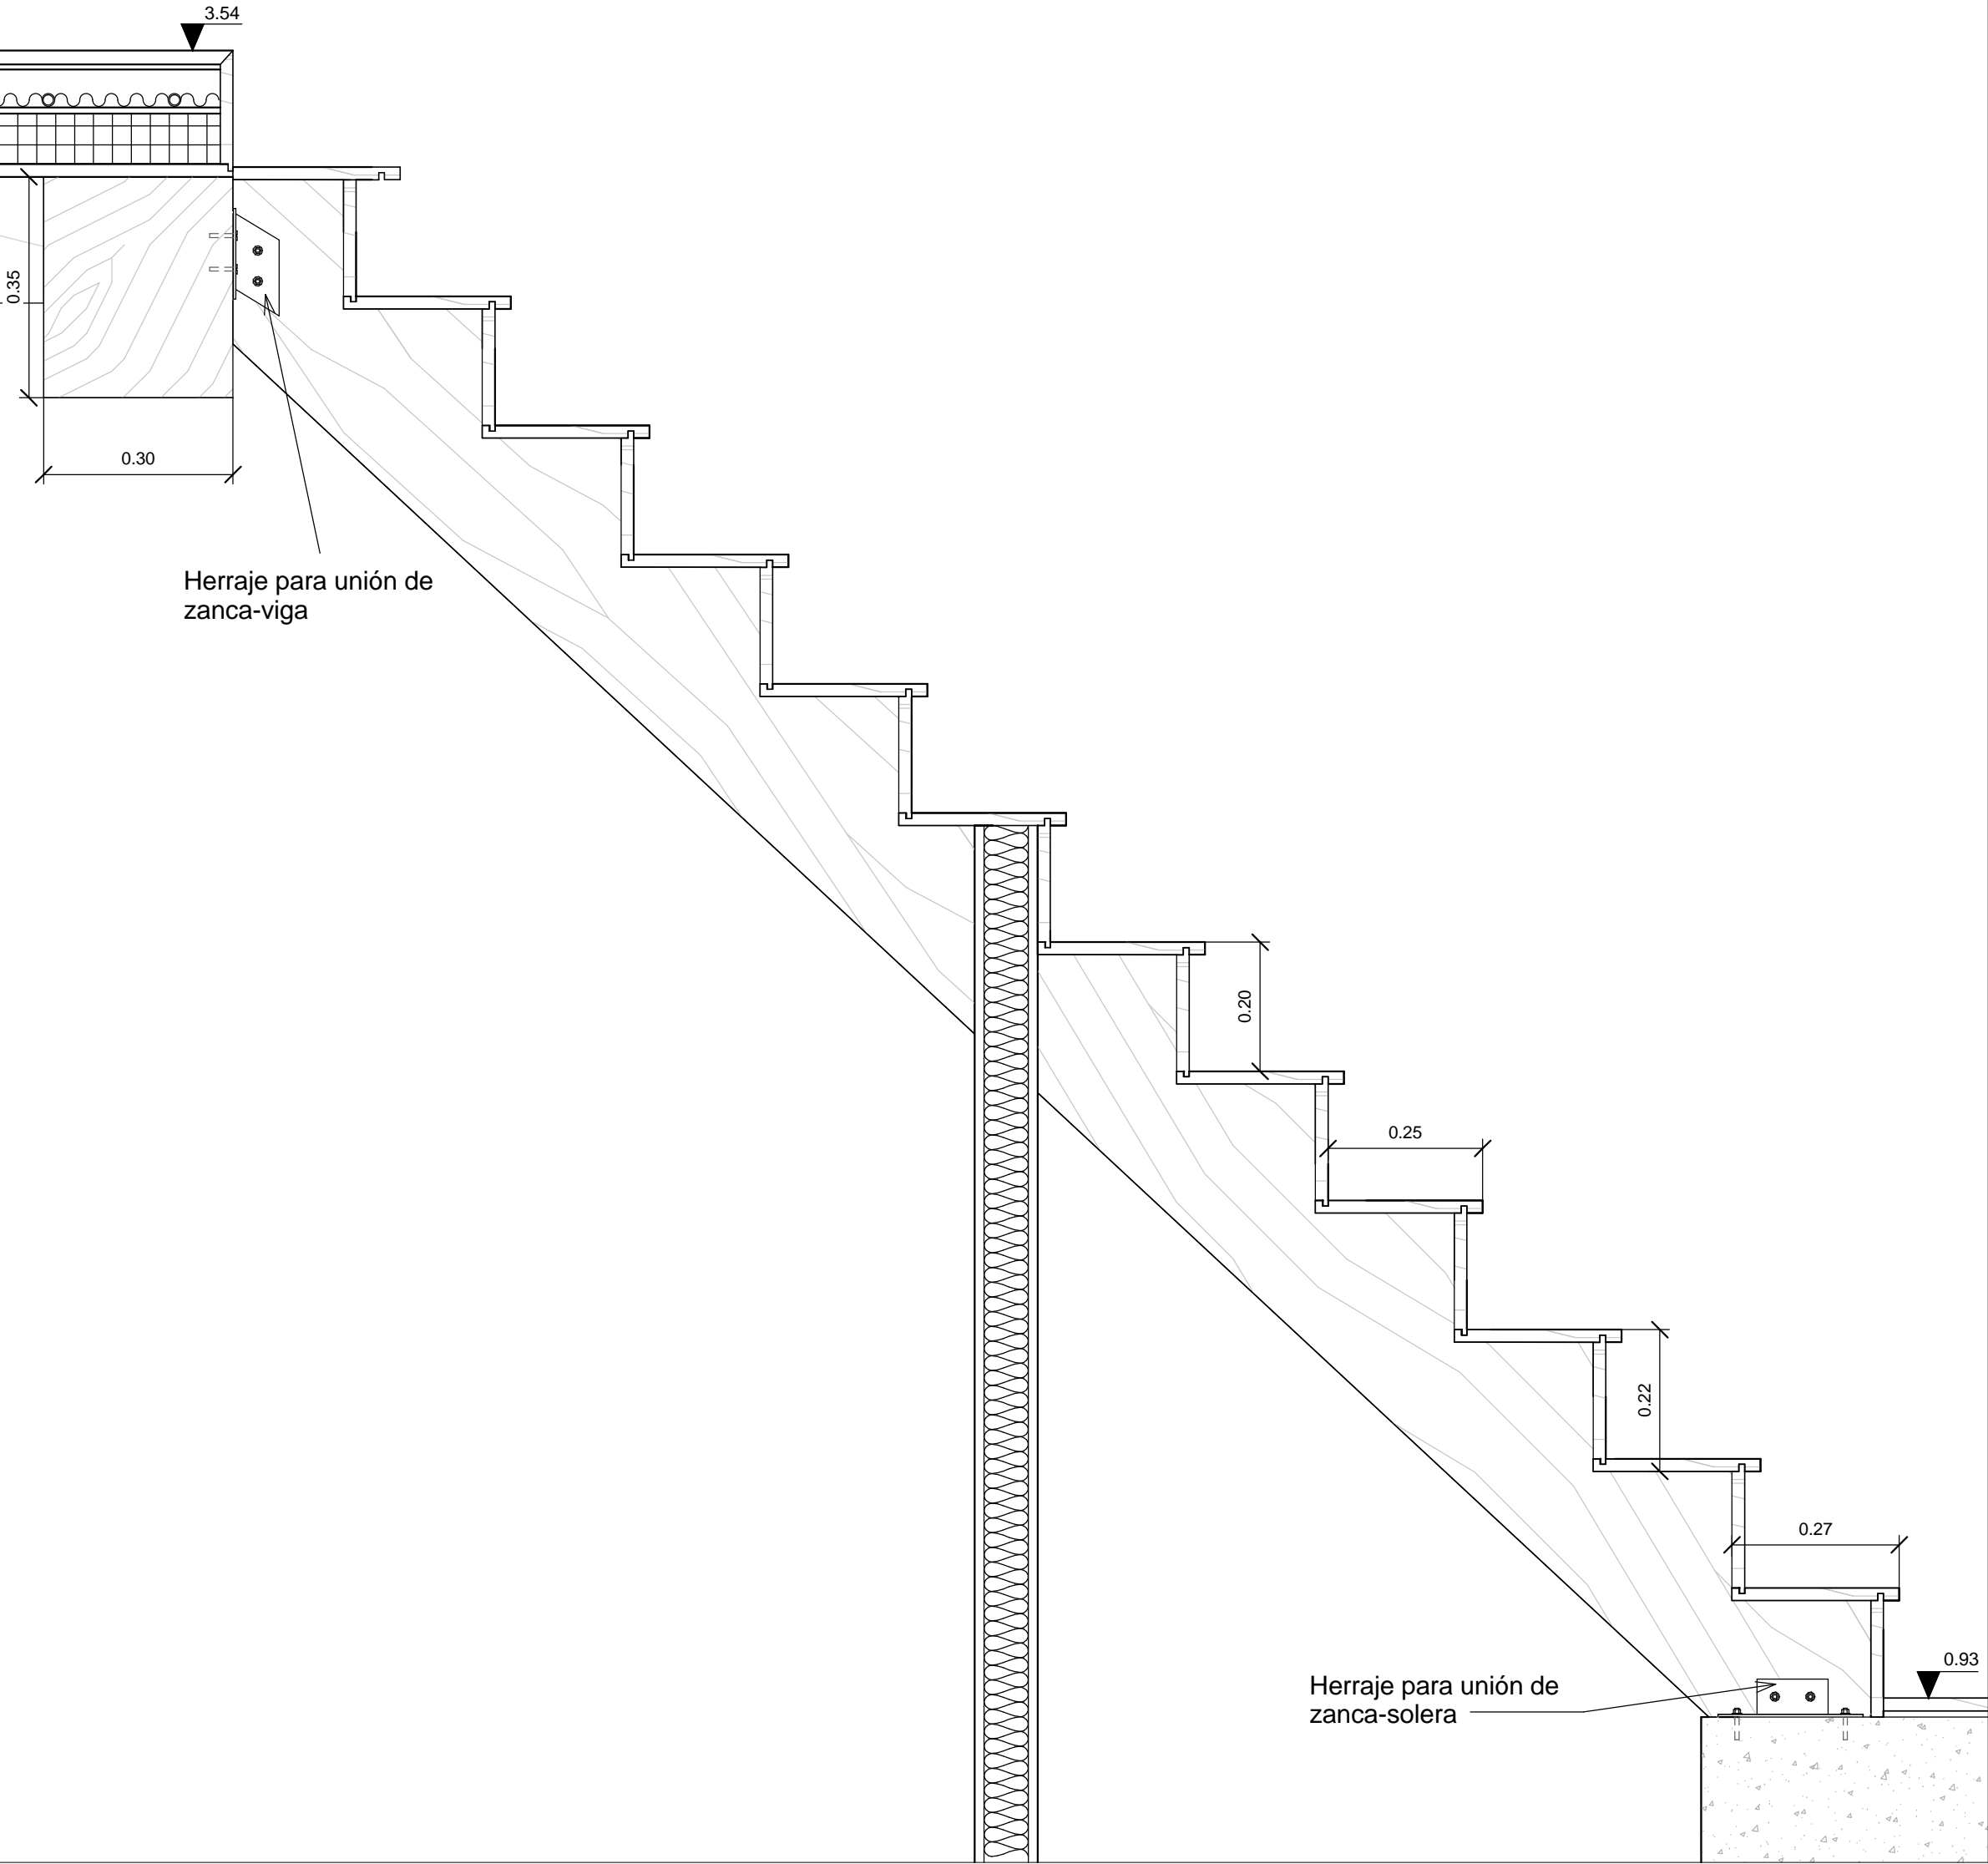 3.54
0.35
0.30
Herraje para unión de
zanca-viga
0.20
0.25
0.22
0.27
Herraje para unión de
zanca-solera
0.93